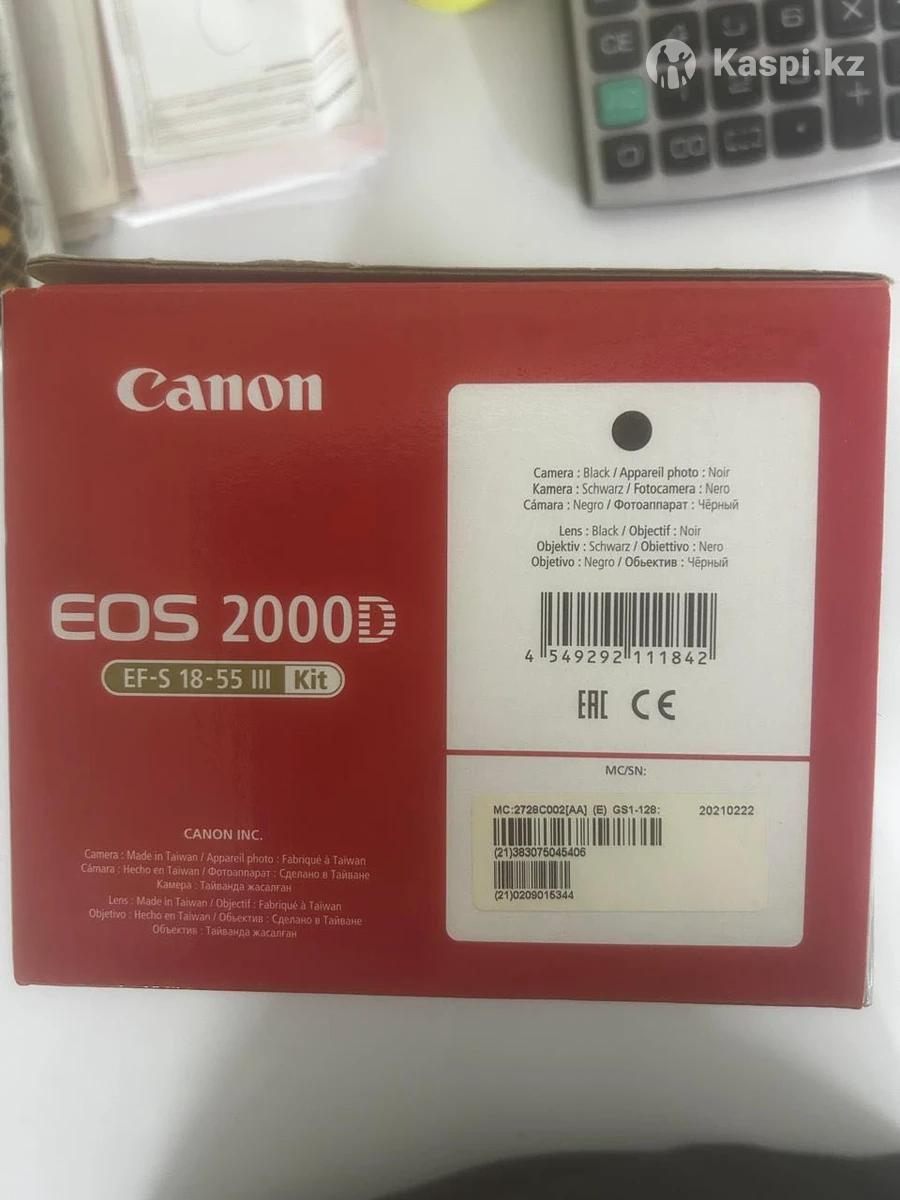 CE
6
X
+
0
00
Kaspi.kz
Canon
EOS 2000D
EF-S 18-55 III Kit
CANON INC.
Camera : Made in Taiwan / Appareil photo : Fabriqué à Taiwan
Cámara : Hecho en Taiwan / Фотоаппарат : Сделано в Тайване
Камера : Тайванда жасалған
Lens : Made in Taiwan / Objectif : Fabriqué à Taiwan
Objetivo : Hecho en Taiwan / Объектив : Сделано в Тайване
Объектив : Тайванда жасалған
Camera : Black / Appareil photo : Noir
Kamera : Schwarz / Fotocamera : Nero
Cámara : Negro / Фотоаппарат : Чёрный
Lens : Black / Objectif : Noir
Objektiv : Schwarz / Obiettivo : Nero
Objetivo : Negro / Объектив : Чёрный
4 549292 111842
EAC CE
MC/SN:
MC:2728C002[AA] (E) GS1-128: 20210222
(21)383075045406
(21)0209015344